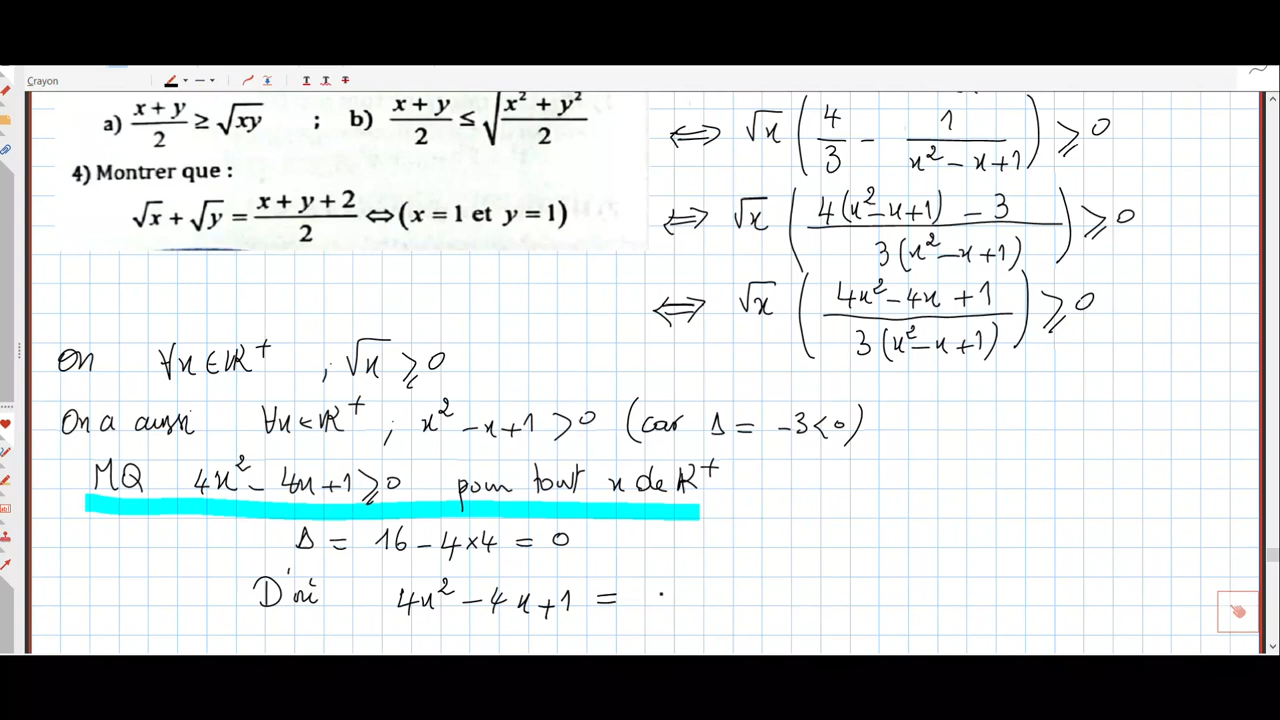 Crayon
a) (x + y)/2 ≥ √(xy) ; b) (x + y)/2 ≤ √((x² + y²)/2)
4) Montrer que :
√x + √y = (x + y + 2)/2 ⇔ ( x = 1 et y = 1)
⇔ √x (4/3 - 1/(x² - x + 1)) ≥ 0
⇔ √x ((4(x² - x + 1) - 3)/(3(x² - x + 1))) ≥ 0
⇔ √x ((4x² - 4x + 1)/(3(x² - x + 1))) ≥ 0
On ∀x ∈ ℝ⁺ ; √x ≥ 0
On a aussi ∀x ∈ ℝ⁺ ; x² - x + 1 > 0 (car Δ = -3 < 0)
MQ 4x² - 4x + 1 ≥ 0 pour tout x de ℝ⁺
Δ = 16 - 4×4 = 0
D'où 4x² - 4x + 1 =